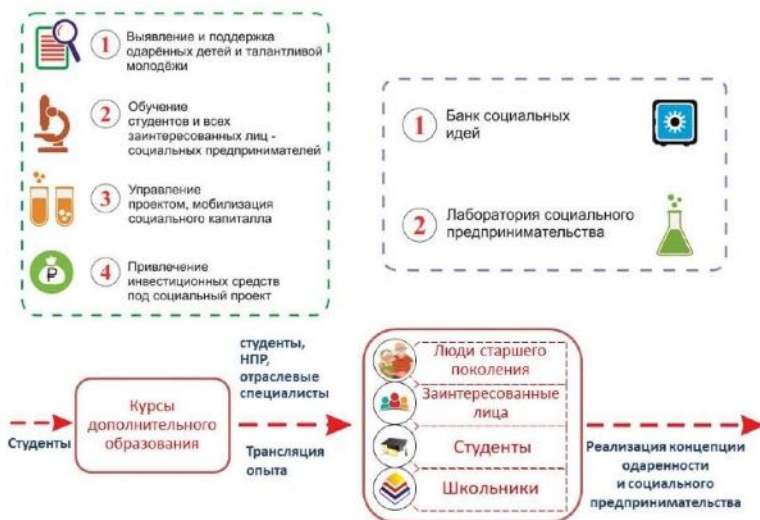 1
Выявление и поддержка
одарённых детей и талантливой
молодёжи
2
Обучение
студентов и всех
заинтересованных лиц -
социальных предпринимателей
3
Управление
проектом, мобилизация
социального капиталла
4
Привлечение
инвестиционных средств
под социальный проект
₽
1
Банк социальных
идей
2
Лаборатория социального
предпринимательства
Студенты
Курсы
дополнительного
образования
студенты,
НПР,
отраслевые
специалисты
Трансляция
опыта
Люди старшего
поколения
Заинтересованные
лица
Студенты
Школьники
Реализация концепции
одаренности
и социального
предпринимательства